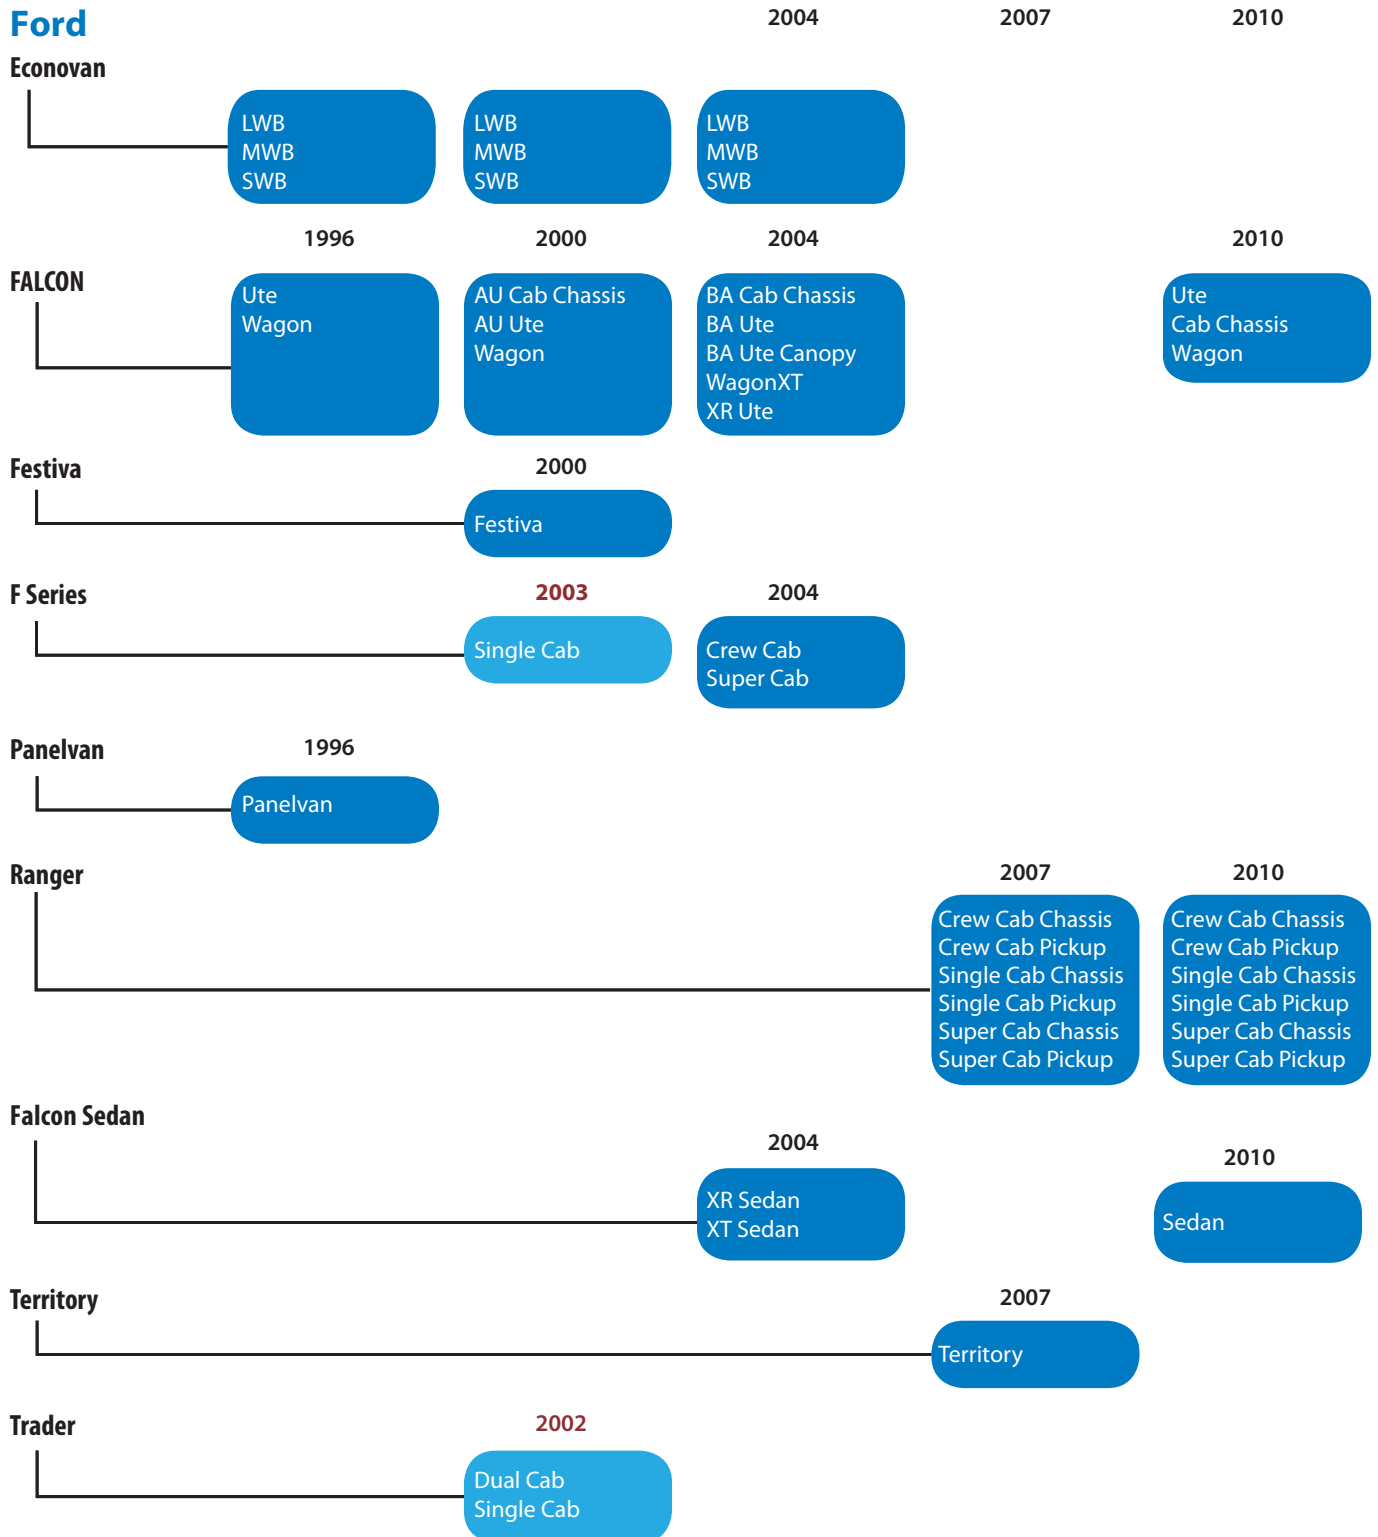 Ford
2004
2007
2010
Econovan
LWB
MWB
SWB
LWB
MWB
SWB
LWB
MWB
SWB
1996
2000
2004
2010
FALCON
Ute
Wagon
AU Cab Chassis
AU Ute
Wagon
BA Cab Chassis
BA Ute
BA Ute Canopy
WagonXT
XR Ute
Ute
Cab Chassis
Wagon
Festiva
2000
Festiva
F Series
2003
2004
Single Cab
Crew Cab
Super Cab
Panelvan
1996
Panelvan
Ranger
2007
2010
Crew Cab Chassis
Crew Cab Pickup
Single Cab Chassis
Single Cab Pickup
Super Cab Chassis
Super Cab Pickup
Crew Cab Chassis
Crew Cab Pickup
Single Cab Chassis
Single Cab Pickup
Super Cab Chassis
Super Cab Pickup
Falcon Sedan
2004
2010
XR Sedan
XT Sedan
Sedan
Territory
2007
Territory
Trader
2002
Dual Cab
Single Cab